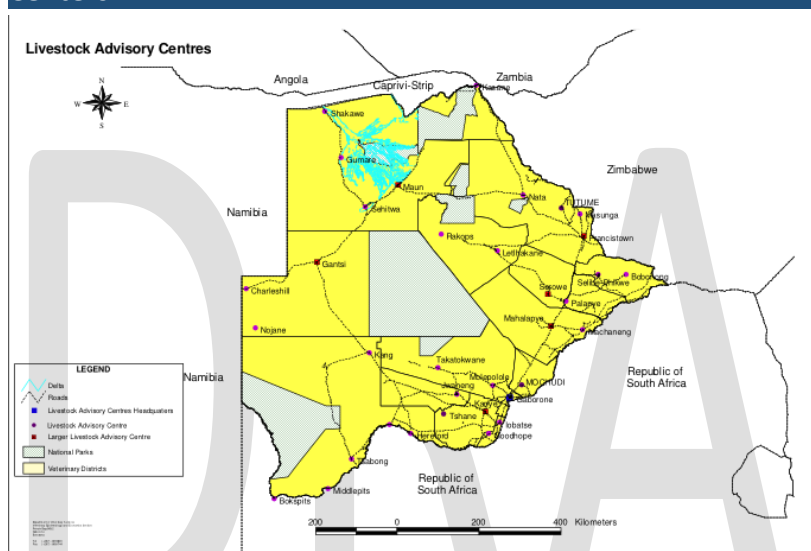 Livestock Advisory Centres
Angola
Caprivi-Strip
Zambia
N
W
E
S
Shakawe
Gumare
Maun
Zimbabwe
Nata
TUTUME
Sehitwa
Namibia
Rakops
Francistown
Letlhakane
Gantsi
Selibe-Phikwe
Bobonong
Serowe
Charleshill
Palapye
Mahalapye
Nojane
Machaneng
Kang
Takatokwane
Republic of
South Africa
Namibia
Molepolole
MOCHUDI
Jwaneng
Gaborone
Kanye
Tshane
lobatse
Hereford
Goodhope
Tsabong
Republic of
South Africa
Middlepits
Bokspits
LEGEND
Delta
Roads
Livestock Advisory Centres Headquaters
Livestock Advisory Centre
Larger Livestock Advisory Centre
National Parks
Veterinary Districts
200
0
200
400
Kilometers